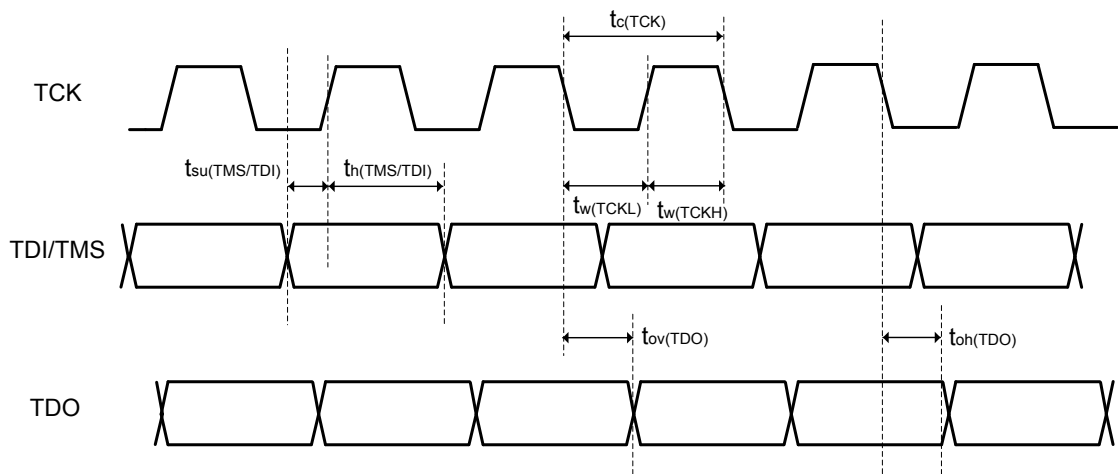 tc(TCK)
TCK
tsu(TMS/TDI)
th(TMS/TDI)
tw(TCKL)
tw(TCKH)
TDI/TMS
tov(TDO)
toh(TDO)
TDO